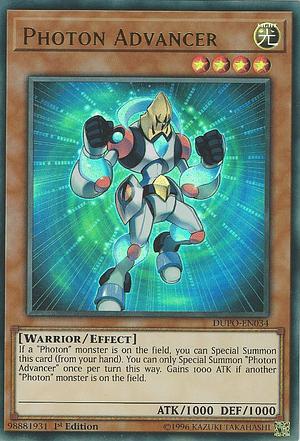 PHOTON ADVANCER
LIGHT
光
DUPO-EN034
[WARRIOR/EFFECT]
If a "Photon" monster is on the field, you can Special Summon
this card (from your hand). You can only Special Summon "Photon
Advancer" once per turn this way. Gains 1000 ATK if another
"Photon" monster is on the field.
ATK/1000 DEF/1000
98881931 1st Edition ©1996 KAZUKI TAKAHASHI